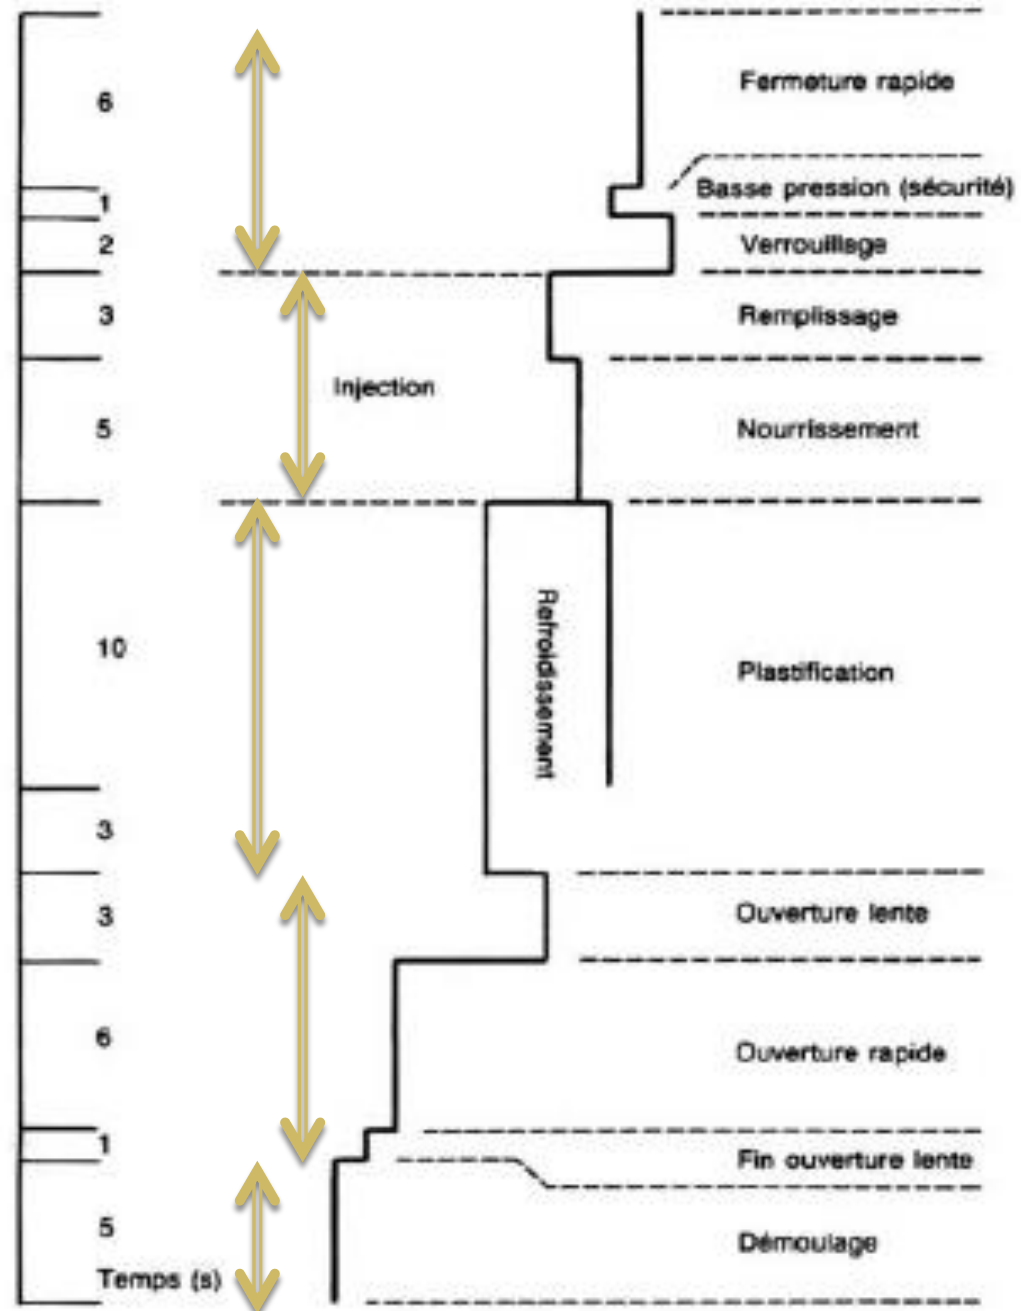 6
Fermeture rapide
1
Basse pression (sécurité)
2
Verrouillage
3
Remplissage
Injection
5
Nourrissement
10
Refroidissement
Plastification
3
3
Ouverture lente
6
Ouverture rapide
1
Fin ouverture lente
5
Démoulage
Temps (s)